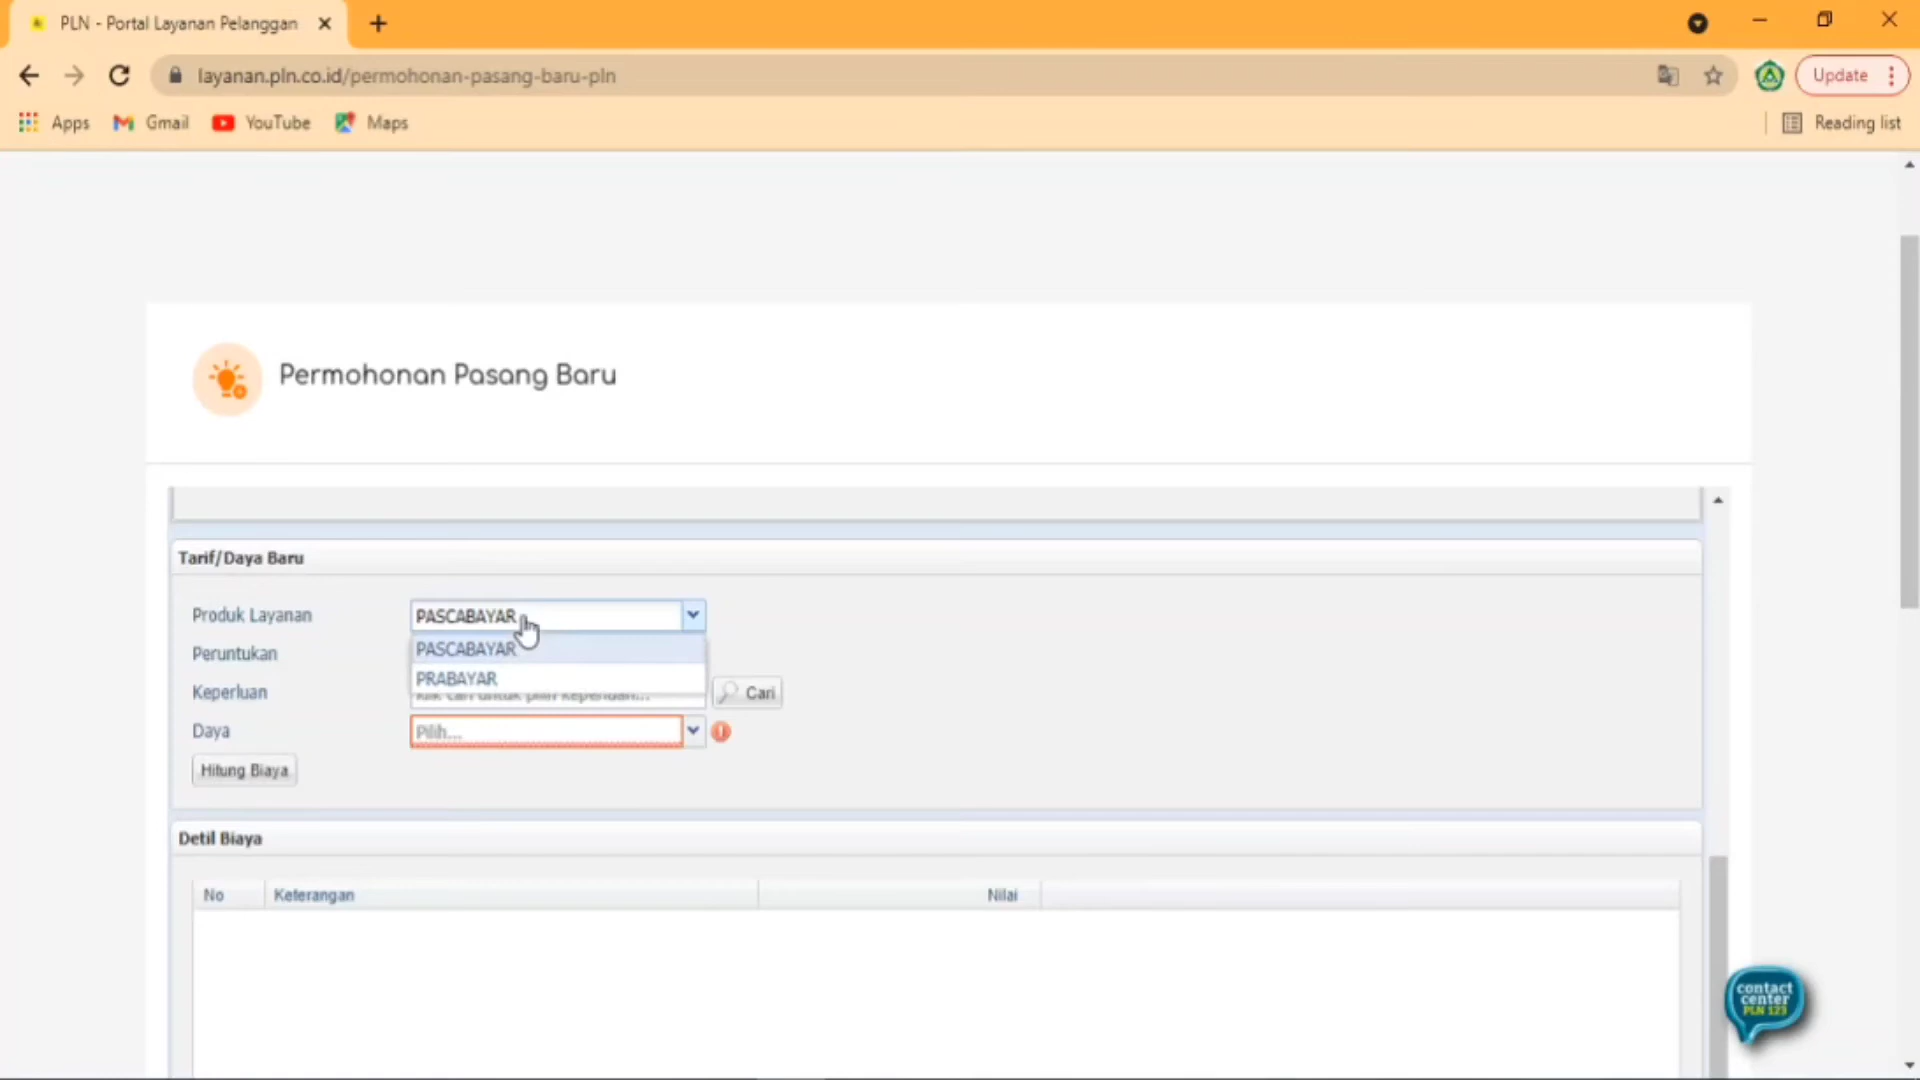 PLN - Portal Layanan Pelanggan
layanan.pln.co.id/permohonan-pasang-baru-pln
Update
Apps
Gmail
YouTube
Maps
Reading list
Permohonan Pasang Baru
Tarif/Daya Baru
Produk Layanan
PASCABAYAR
PASCABAYAR
Peruntukan
PRABAYAR
Keperluan
Cari
Daya
Pilih...
Hitung Biaya
Detil Biaya
No
Keterangan
Nilai
contact
center
PLN 123